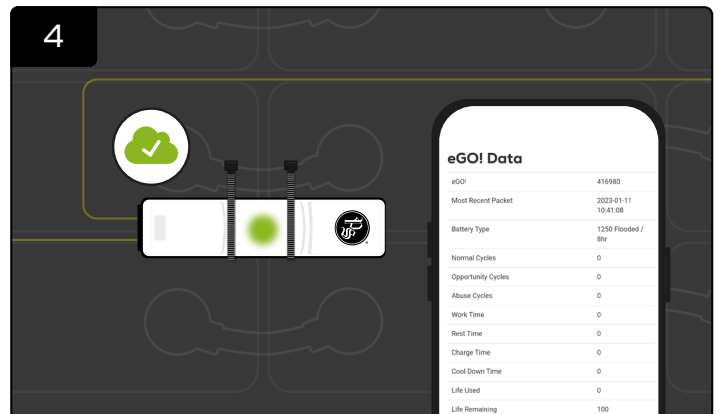 4
eGO! Data
eGO! 416980
Most Recent Packet 2023-01-11
10:41:08
Battery Type 1250 Flooded /
8hr
Normal Cycles 0
Opportunity Cycles 0
Abuse Cycles 0
Work Time 0
Rest Time 0
Charge Time 0
Cool Down Time 0
Life Used 0
Life Remaining 100